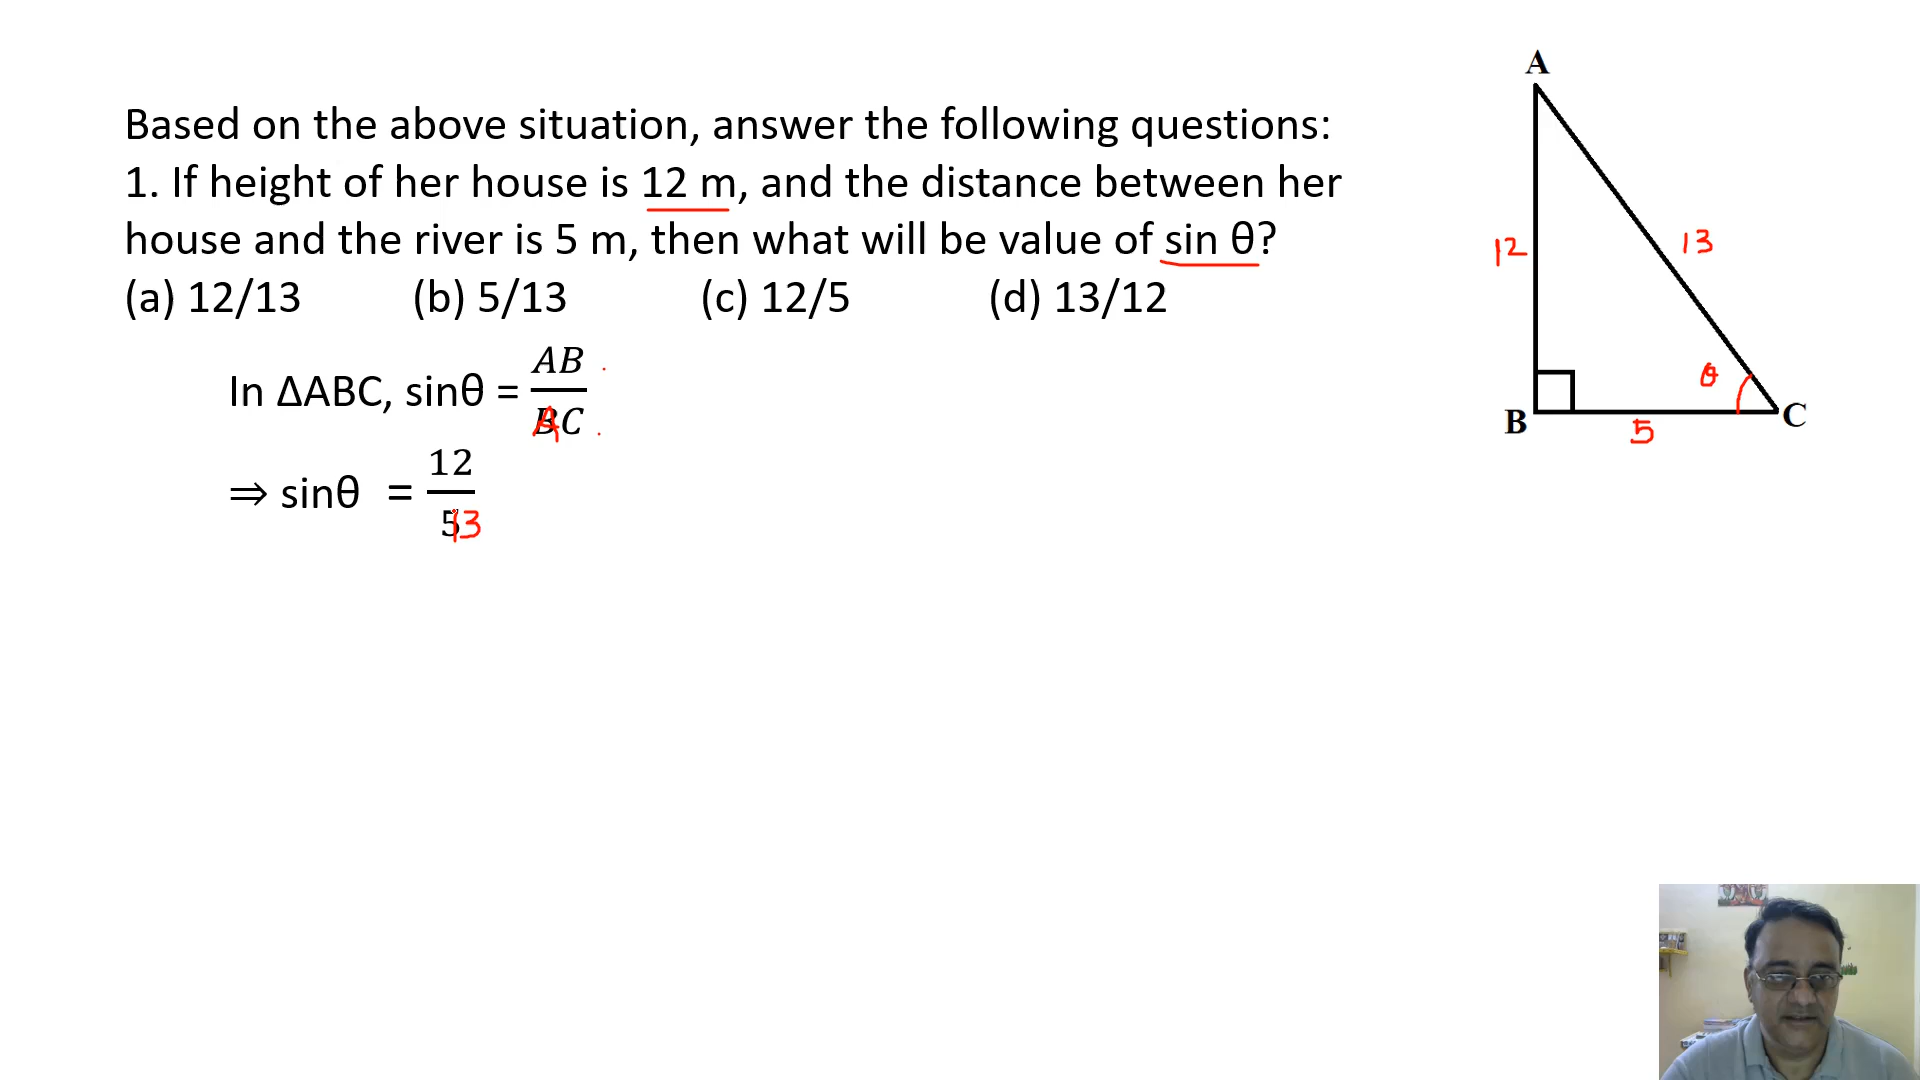 Based on the above situation, answer the following questions:
1. If height of her house is 12 m, and the distance between her
house and the river is 5 m, then what will be value of sin θ?
(a) 12/13 (b) 5/13 (c) 12/5 (d) 13/12
In ΔABC, sinθ = AB/BC
A
⇒ sinθ = 12/5
13
A
12
13
θ
B
C
5